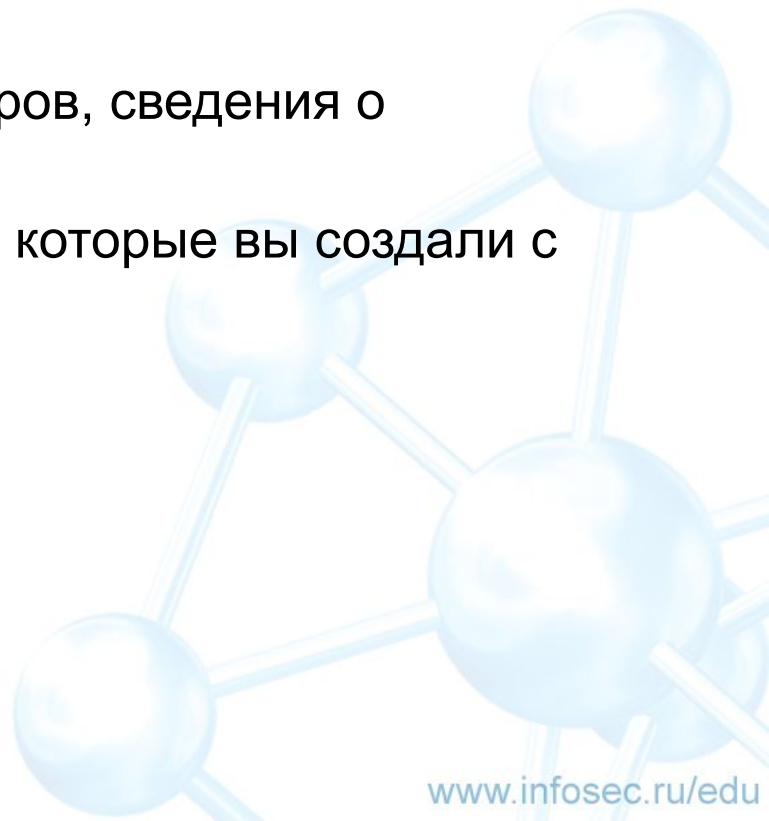 ров, сведения о
которые вы создали с
www.infosec.ru/edu